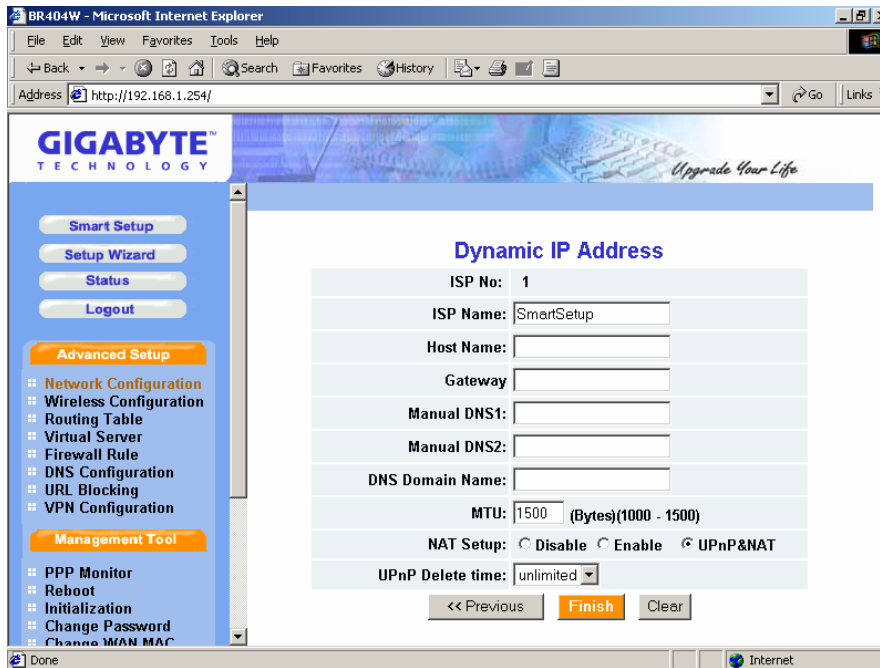 BR404W - Microsoft Internet Explorer
File Edit View Favorites Tools Help
Back Search Favorites History
Address http://192.168.1.254/ Go Links
GIGABYTE™
TECHNOLOGY
Upgrade Your Life
Smart Setup
Setup Wizard
Status
Logout
Advanced Setup
Network Configuration
Wireless Configuration
Routing Table
Virtual Server
Firewall Rule
DNS Configuration
URL Blocking
VPN Configuration
Management Tool
PPP Monitor
Reboot
Initialization
Change Password
Change WAN MAC
Dynamic IP Address
ISP No: 1
ISP Name: SmartSetup
Host Name:
Gateway
Manual DNS1:
Manual DNS2:
DNS Domain Name:
MTU: 1500 (Bytes)(1000 - 1500)
NAT Setup: Disable Enable UPnP&NAT
UPnP Delete time: unlimited
<< Previous Finish Clear
Done Internet